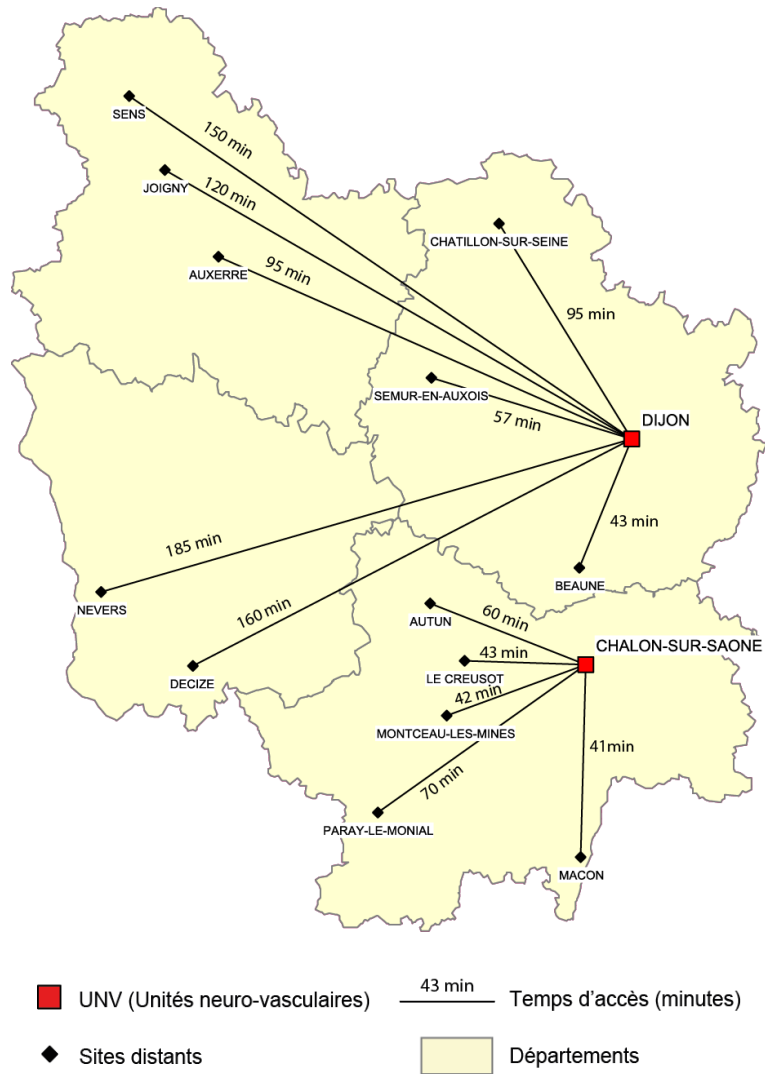 SENS
150 min
JOIGNY
120 min
CHATILLON-SUR-SEINE
AUXERRE
95 min
95 min
SEMUR-EN-AUXOIS
57 min
DIJON
43 min
185 min
BEAUNE
NEVERS
160 min
AUTUN
60 min
CHALON-SUR-SAONE
43 min
LE CREUSOT
DECIZE
42 min
MONTCEAU-LES-MINES
41min
70 min
PARAY-LE-MONIAL
MACON
UNV (Unités neuro-vasculaires)
43 min
Temps d'accès (minutes)
Sites distants
Départements